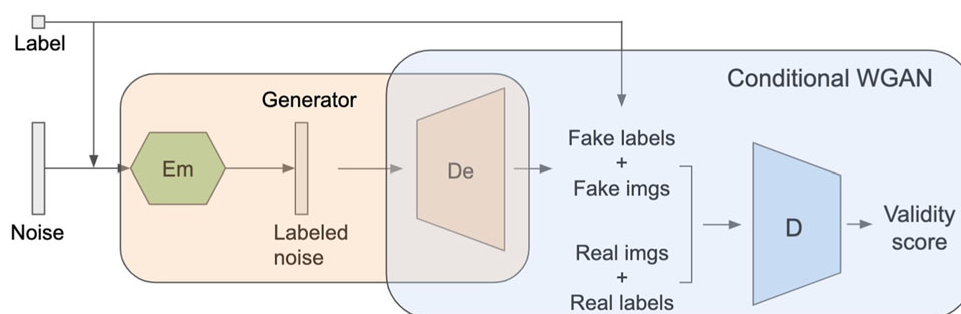 Label
Conditional WGAN
Generator
Fake labels
+
Fake imgs
Em
De
Noise
Labeled
noise
Real imgs
+
Real labels
D
Validity
score